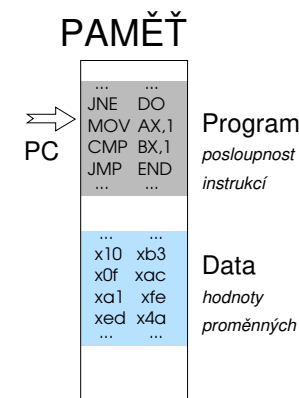 PAMĚŤ
... ...
JNE DO
MOV AX,1
CMP BX,1
JMP END
... ...
PC
Program
posloupnost
instrukcí
... ...
x10 xb3
x0f xac
xa1 xfe
xed x4a
... ...
Data
hodnoty
proměnných